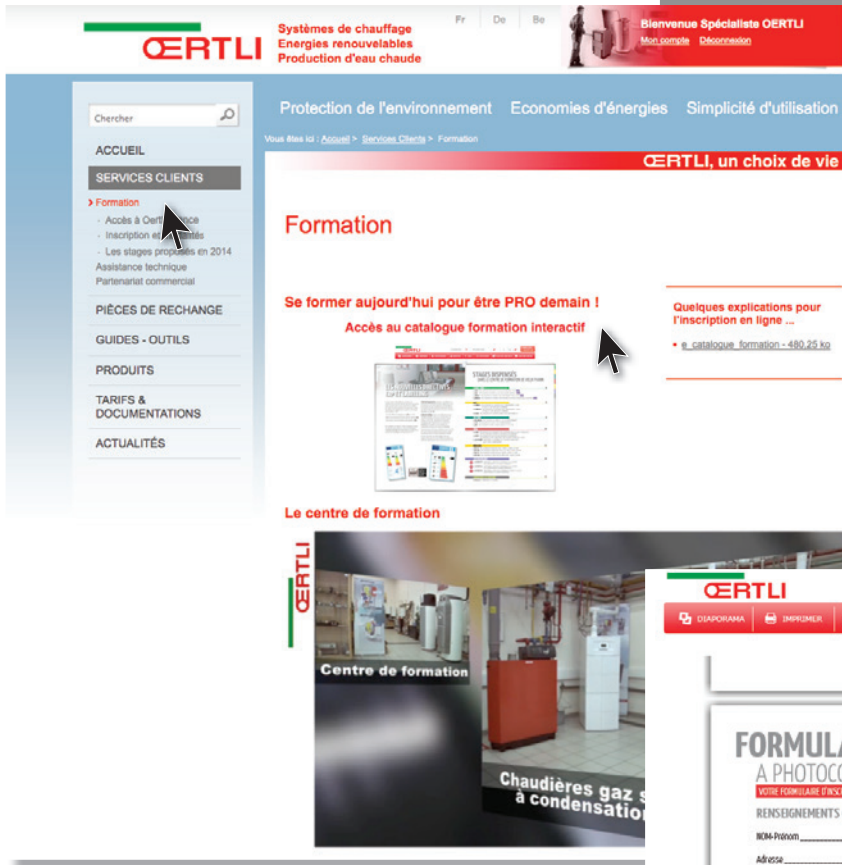 ŒRTLI
Systèmes de chauffage
Energies renouvelables
Production d'eau chaude
Fr De Be
Bienvenue Spécialiste OERTLI
Mon compte Déconnexion
Chercher
Protection de l'environnement Economies d'énergies Simplicité d'utilisation
Vous êtes ici : Accueil > Services Clients > Formation
ŒRTLI, un choix de vie
ACCUEIL
SERVICES CLIENTS
Formation
- Accès à
- Inscription
- Les stages proposés en 2014
Assistance technique
Partenariat commercial
PIÈCES DE RECHANGE
GUIDES - OUTILS
PRODUITS
TARIFS &
DOCUMENTATIONS
ACTUALITÉS
Formation
Se former aujourd'hui pour être PRO demain !
Accès au catalogue formation interactif
STAGES DISPENSÉS
Quelques explications pour
l'inscription en ligne ...
• e_catalogue_formation - 480.25 ko
Le centre de formation
ŒRTLI
Centre de formation
Chaudières gaz
à condensation
ŒRTLI
DIAPORAMA IMPRIMER
FORMULA
A PHOTOCO
VOTRE FORMULAIRE D'INSC
RENSEIGNEMENTS
NOM-Prénom
Adresse